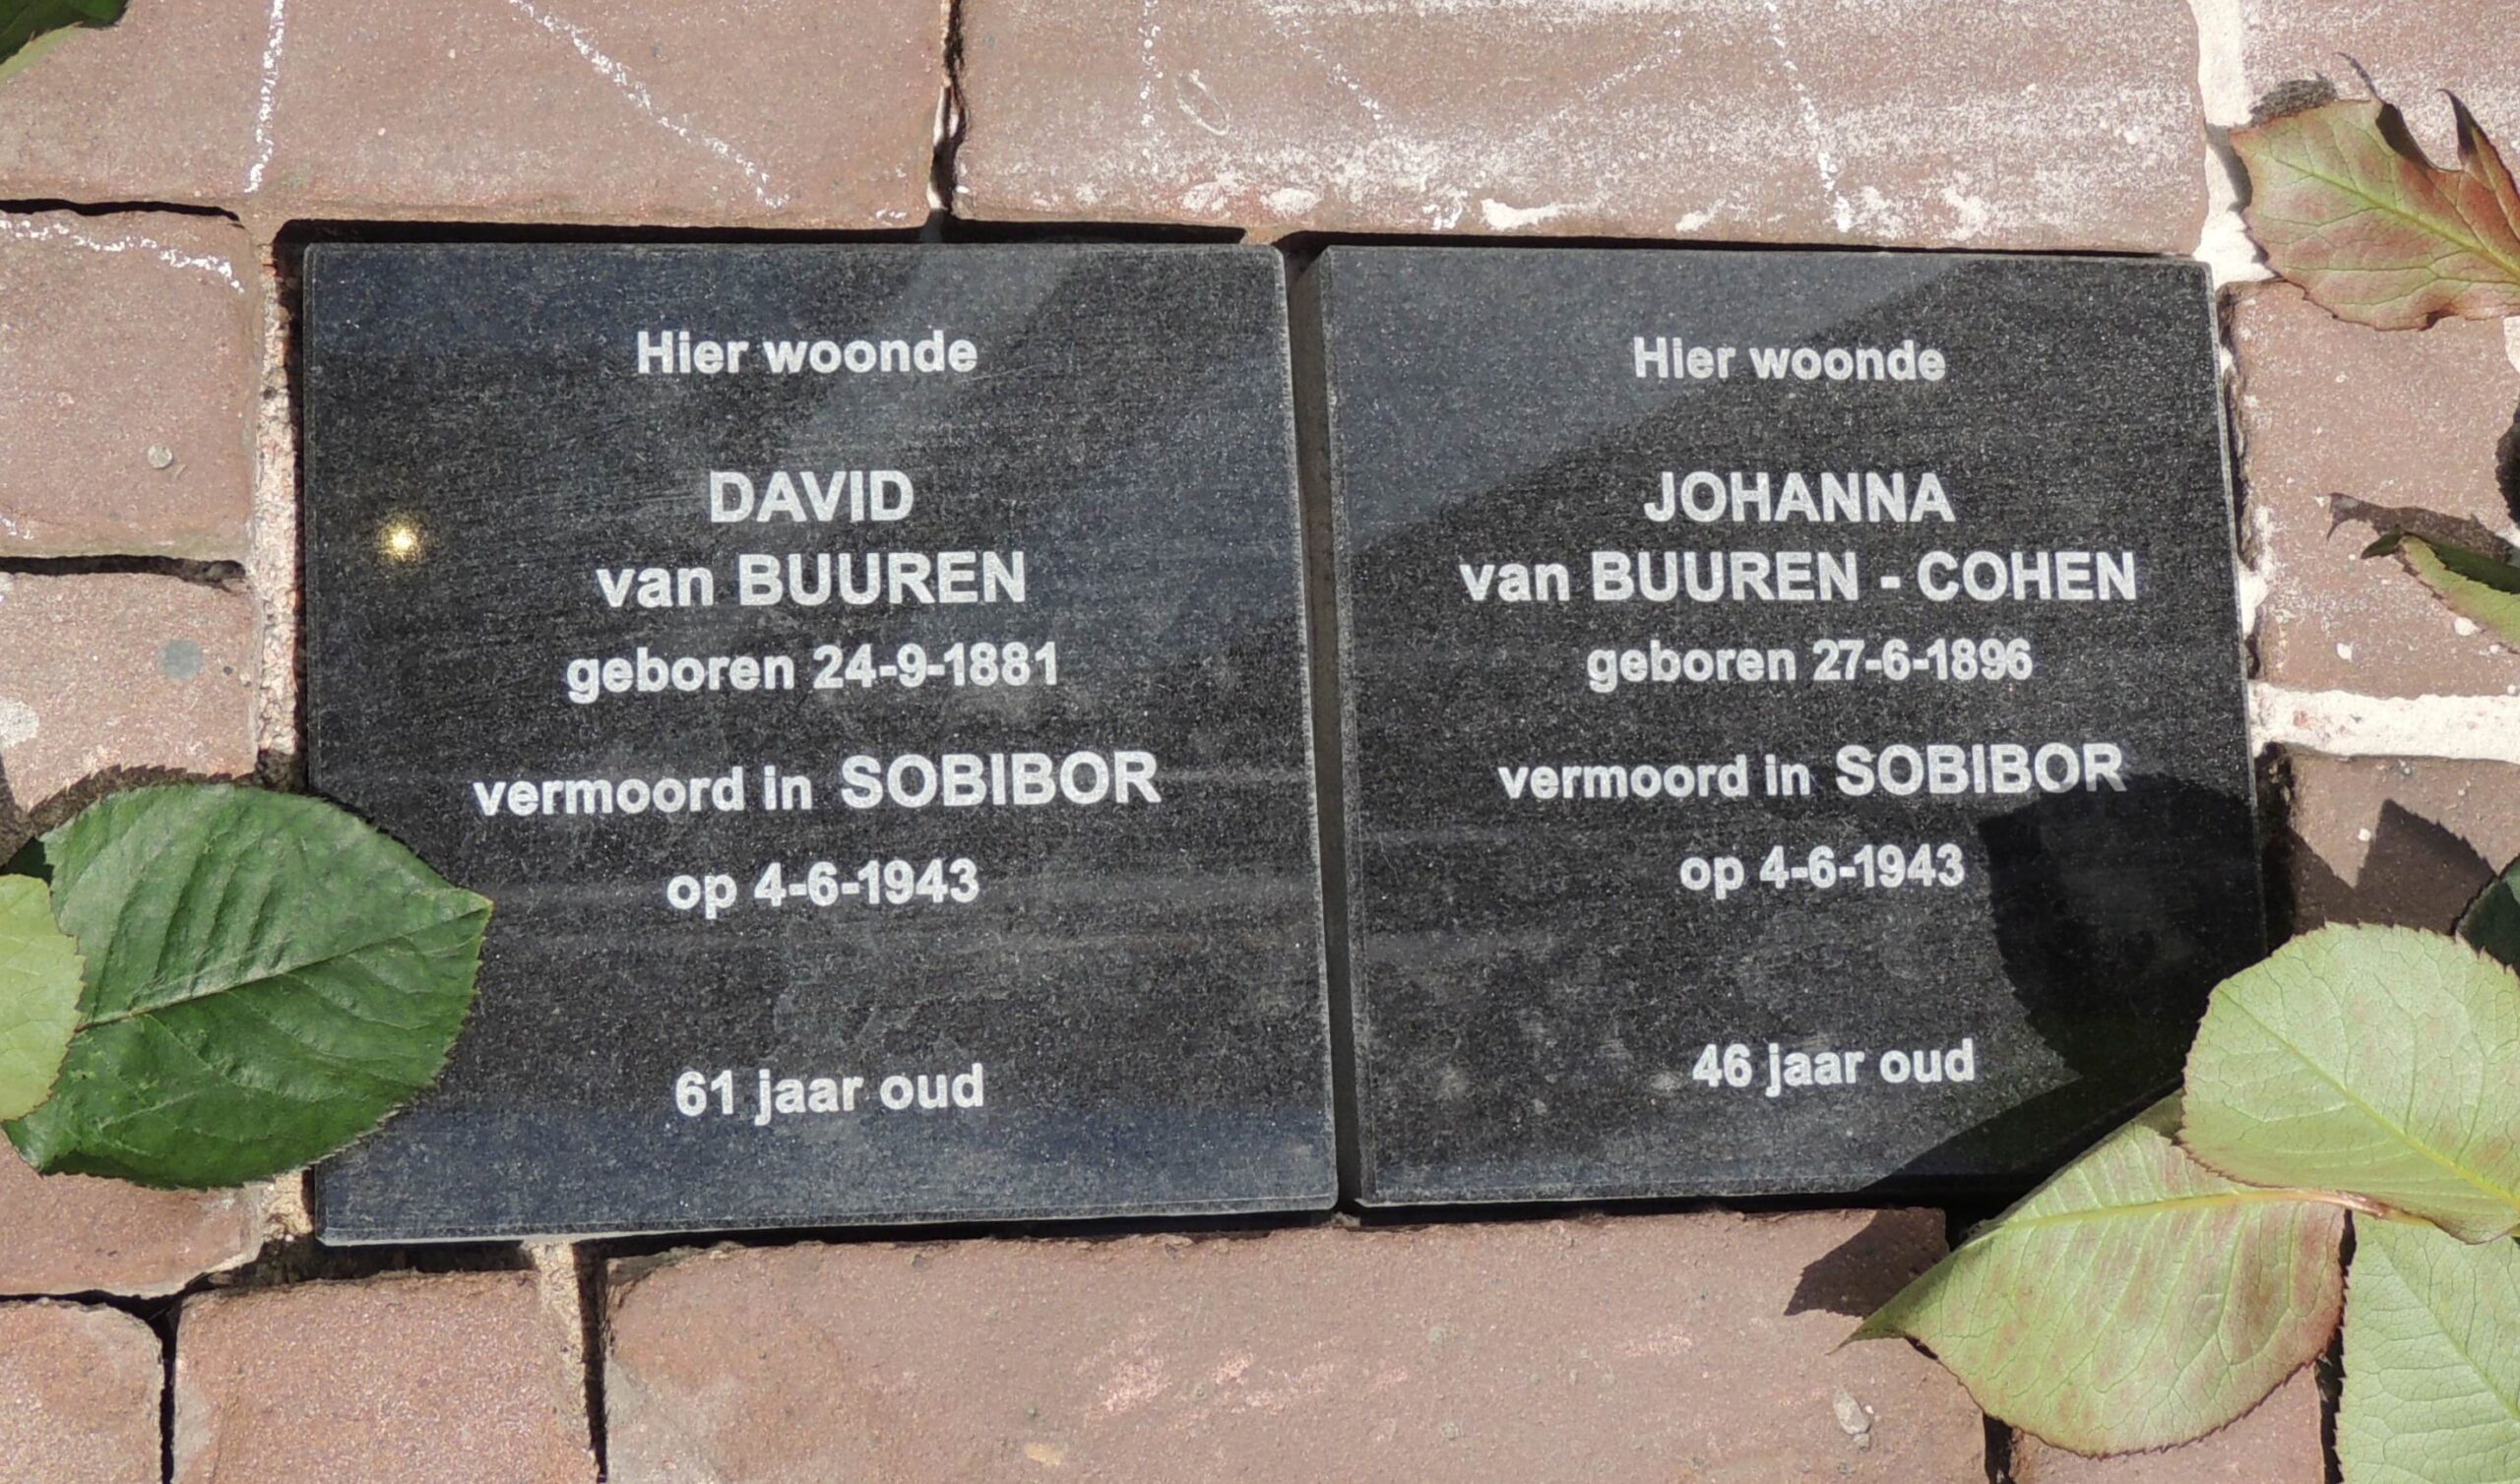 Hier woonde
DAVID
van BUUREN
geboren 24-9-1881
vermoord in SOBIBOR
op 4-6-1943
61 jaar oud
Hier woonde
JOHANNA
van BUUREN - COHEN
geboren 27-6-1896
vermoord in SOBIBOR
op 4-6-1943
46 jaar oud